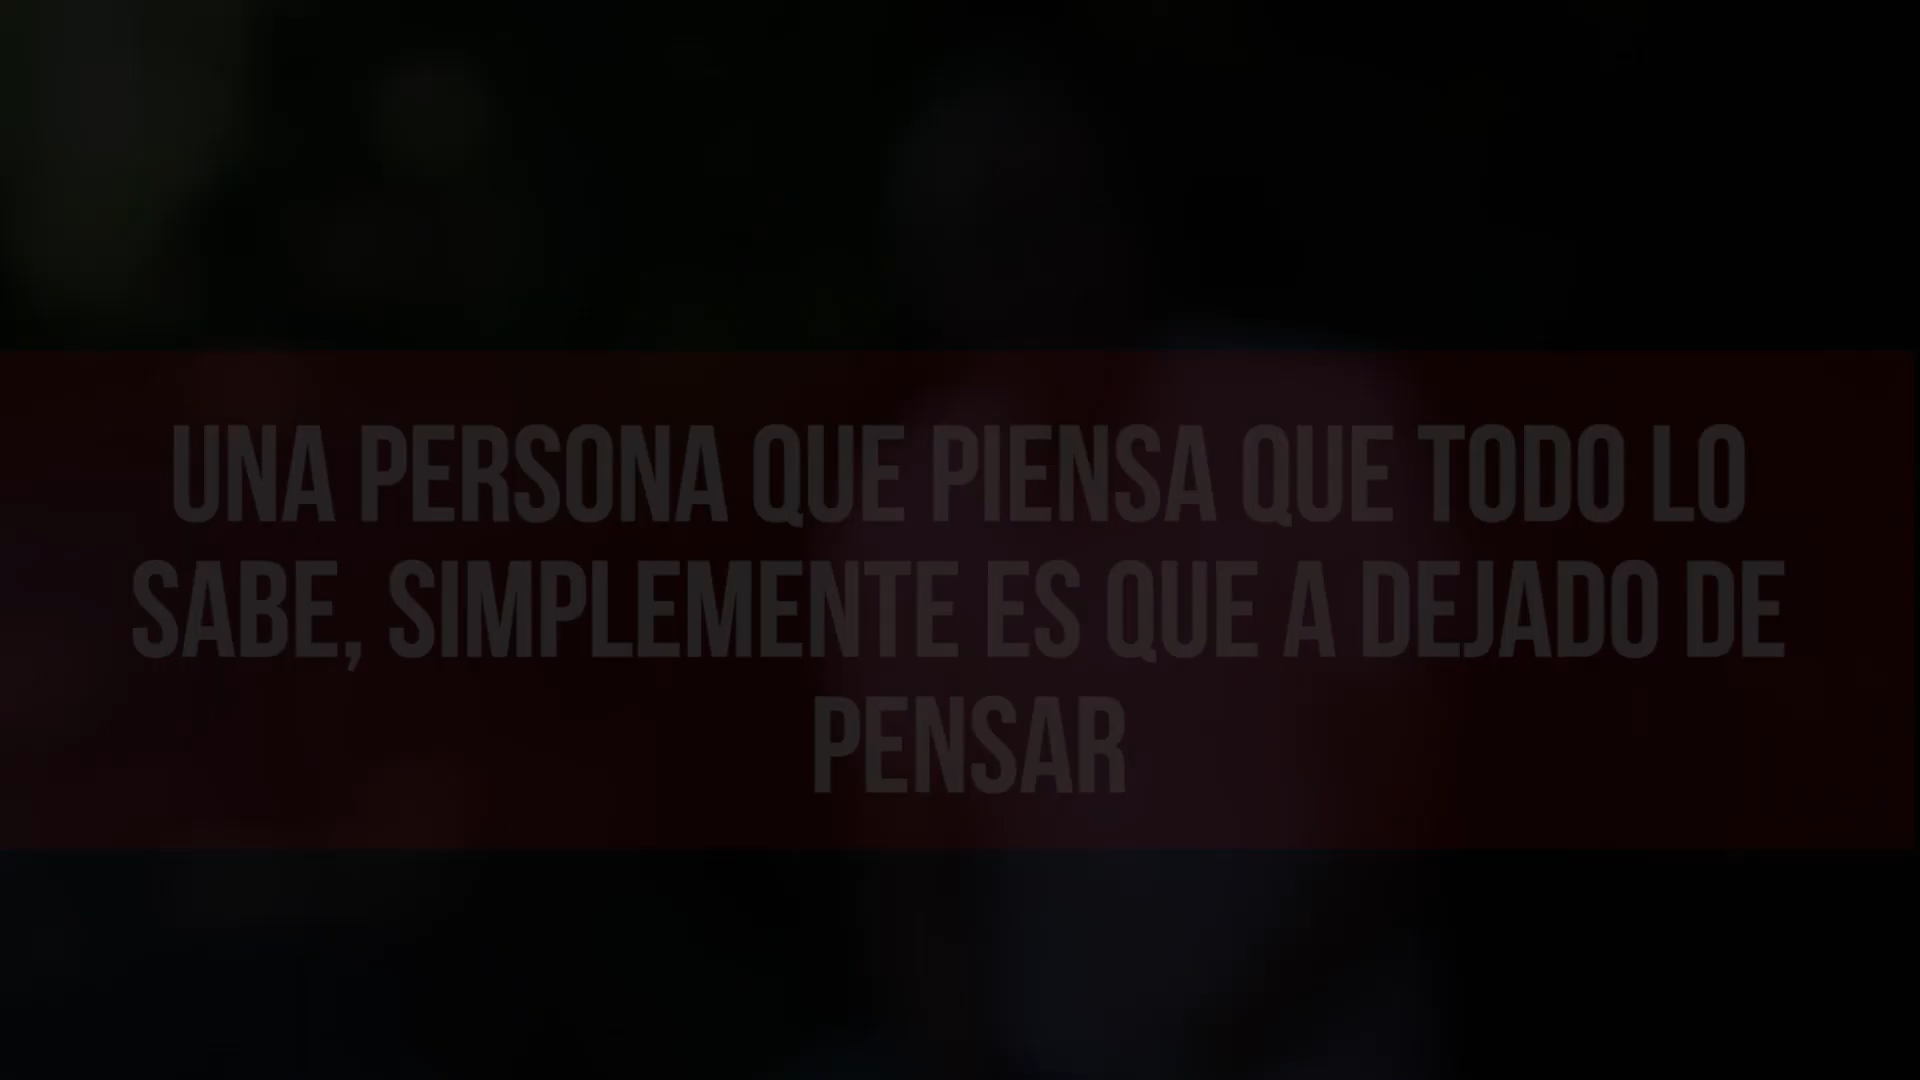 UNA PERSONA QUE PIENSA QUE TODO LO
SABE, SIMPLEMENTE ES QUE A DEJADO DE
PENSAR